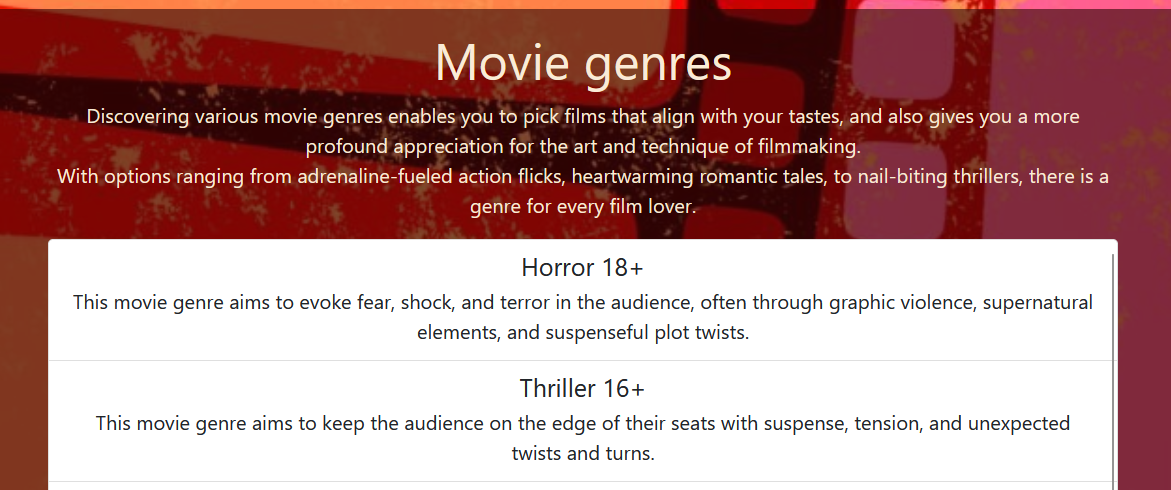 Movie genres
Discovering various movie genres enables you to pick films that align with your tastes, and also gives you a more
profound appreciation for the art and technique of filmmaking.
With options ranging from adrenaline-fueled action flicks, heartwarming romantic tales, to nail-biting thrillers, there is a
genre for every film lover.
Horror 18+
This movie genre aims to evoke fear, shock, and terror in the audience, often through graphic violence, supernatural
elements, and suspenseful plot twists.
Thriller 16+
This movie genre aims to keep the audience on the edge of their seats with suspense, tension, and unexpected
twists and turns.